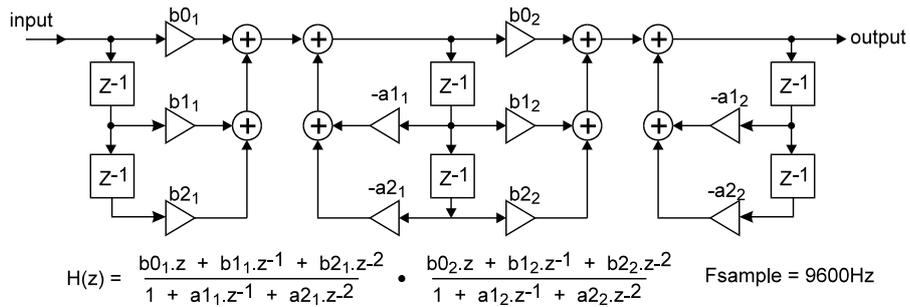 input
b0₁
b0₂
output
z-1
z-1
z-1
-a1₁
-a1₂
b1₁
b1₂
z-1
z-1
z-1
-a2₁
-a2₂
b2₁
b2₂
H(z) = b0₁.z + b1₁.z-1 + b2₁.z-2 • b0₂.z + b1₂.z-1 + b2₂.z-2 Fsample = 9600Hz
1 + a1₁.z-1 + a2₁.z-2 1 + a1₂.z-1 + a2₂.z-2